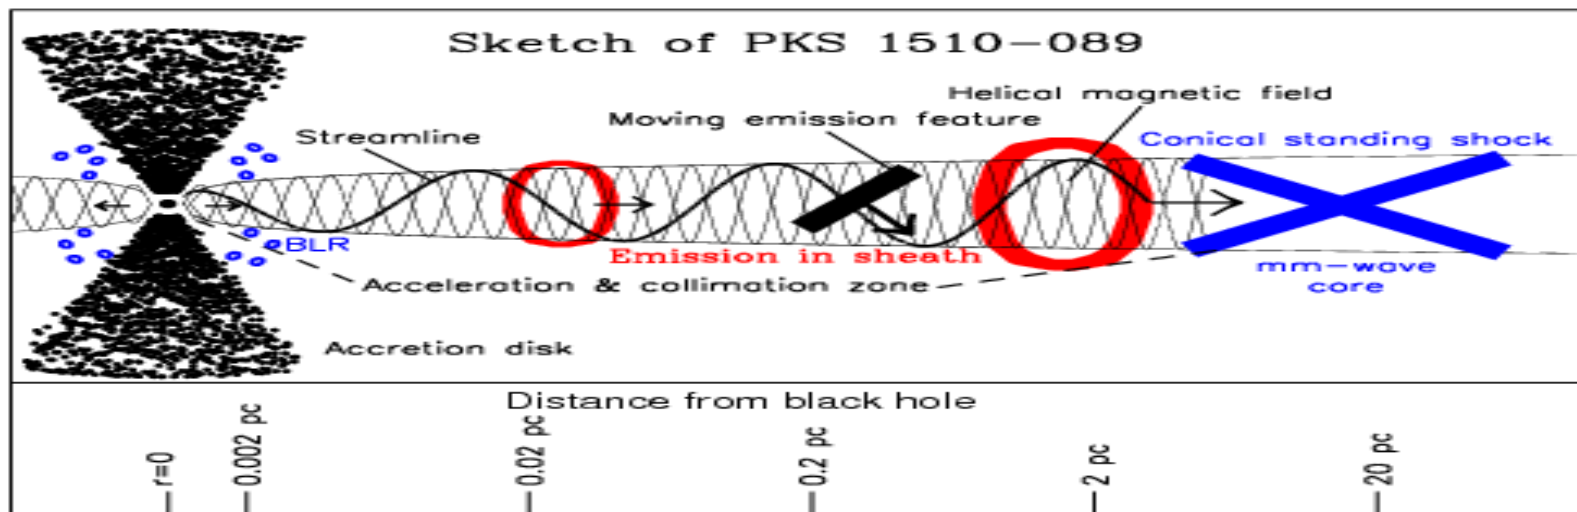 Sketch of PKS 1510-089
Helical magnetic field
Moving emission feature
Streamline
Conical standing shock
BLR
Emission in sheath
mm-wave
core
Acceleration & collimation zone
Accretion disk
Distance from black hole
r=0
0.002 pc
0.02 pc
0.2 pc
2 pc
20 pc